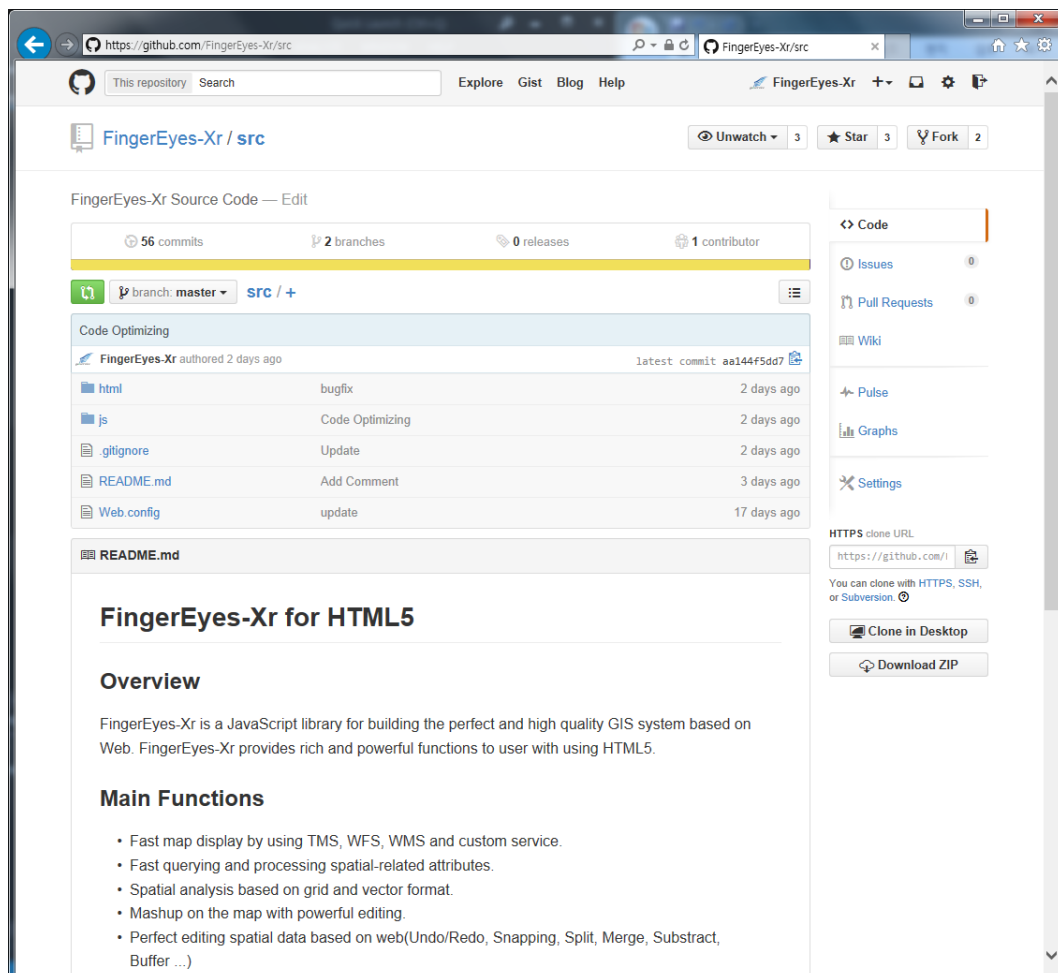 https://github.com/FingerEyes-Xr/src
FingerEyes-Xr/src
This repository Search Explore Gist Blog Help FingerEyes-Xr
FingerEyes-Xr / src
Unwatch 3 Star 3 Fork 2
FingerEyes-Xr Source Code — Edit
56 commits 2 branches 0 releases 1 contributor
branch: master src / +
Code Optimizing
FingerEyes-Xr authored 2 days ago latest commit aa144f5dd7
html bugfix 2 days ago
js Code Optimizing 2 days ago
.gitignore Update 2 days ago
README.md Add Comment 3 days ago
Web.config update 17 days ago
README.md
FingerEyes-Xr for HTML5
Overview
FingerEyes-Xr is a JavaScript library for building the perfect and high quality GIS system based on
Web. FingerEyes-Xr provides rich and powerful functions to user with using HTML5.
Main Functions
• Fast map display by using TMS, WFS, WMS and custom service.
• Fast querying and processing spatial-related attributes.
• Spatial analysis based on grid and vector format.
• Mashup on the map with powerful editing.
• Perfect editing spatial data based on web(Undo/Redo, Snapping, Split, Merge, Substract,
Buffer ...)
Code
Issues 0
Pull Requests 0
Wiki
Pulse
Graphs
Settings
HTTPS clone URL
https://github.com/
You can clone with HTTPS, SSH,
or Subversion.
Clone in Desktop
Download ZIP